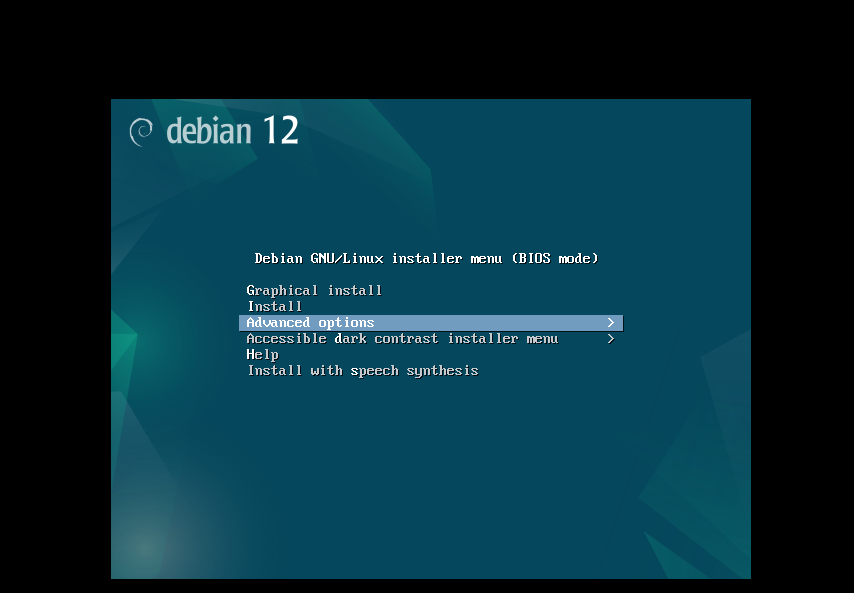 debian 12
Debian GNU/Linux installer menu (BIOS mode)
Graphical install
Install
Advanced options >
Accessible dark contrast installer menu >
Help
Install with speech synthesis